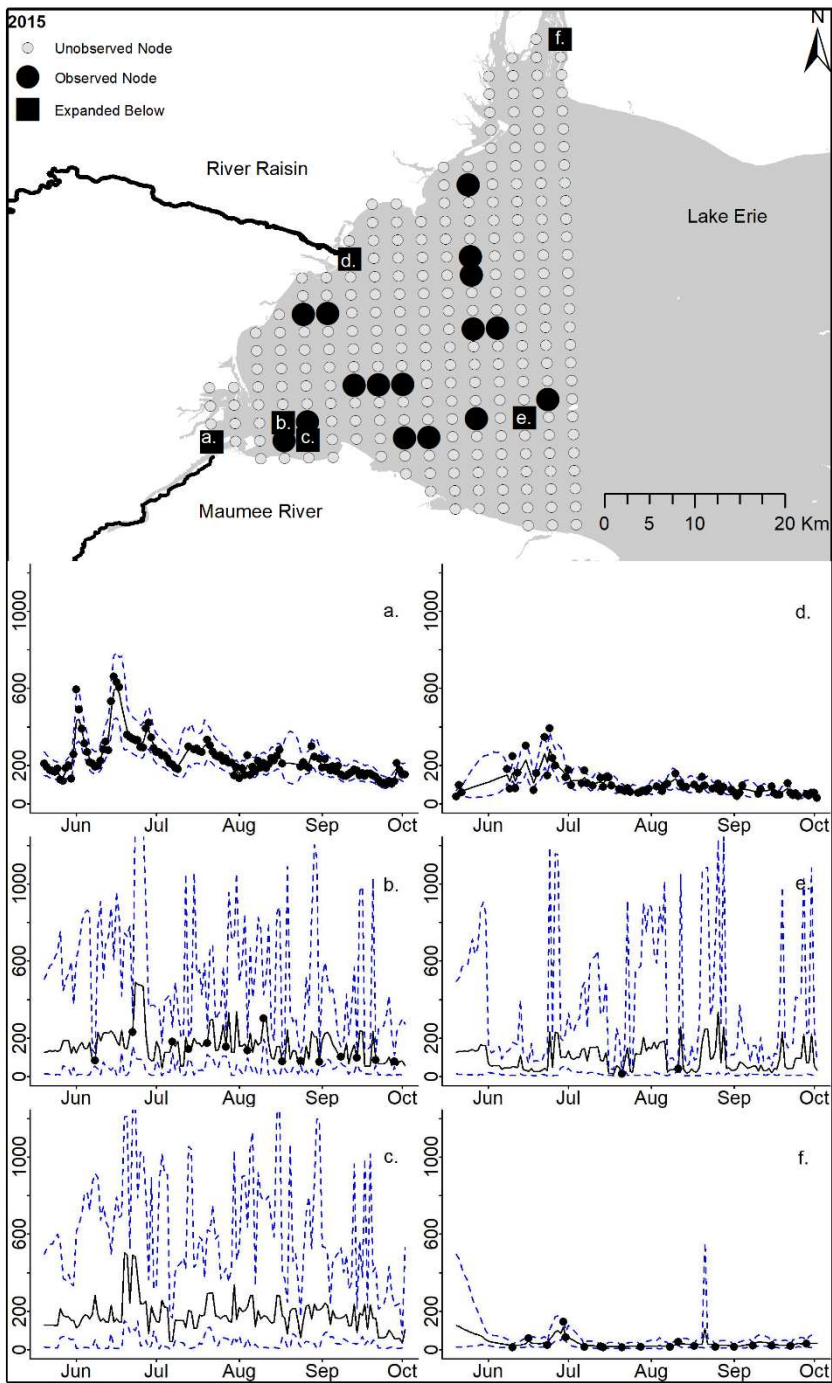 2015
N
Unobserved Node
Observed Node
Expanded Below
f.
River Raisin
Lake Erie
d.
b.
e.
a.
c.
Maumee River
0 5 10 20 Km
a.
0 200 600 1000
Jun Jul Aug Sep Oct
d.
0 200 600 1000
Jun Jul Aug Sep Oct
b.
0 200 600 1000
Jun Jul Aug Sep Oct
e.
0 200 600 1000
Jun Jul Aug Sep Oct
c.
0 200 600 1000
Jun Jul Aug Sep Oct
f.
0 200 600 1000
Jun Jul Aug Sep Oct